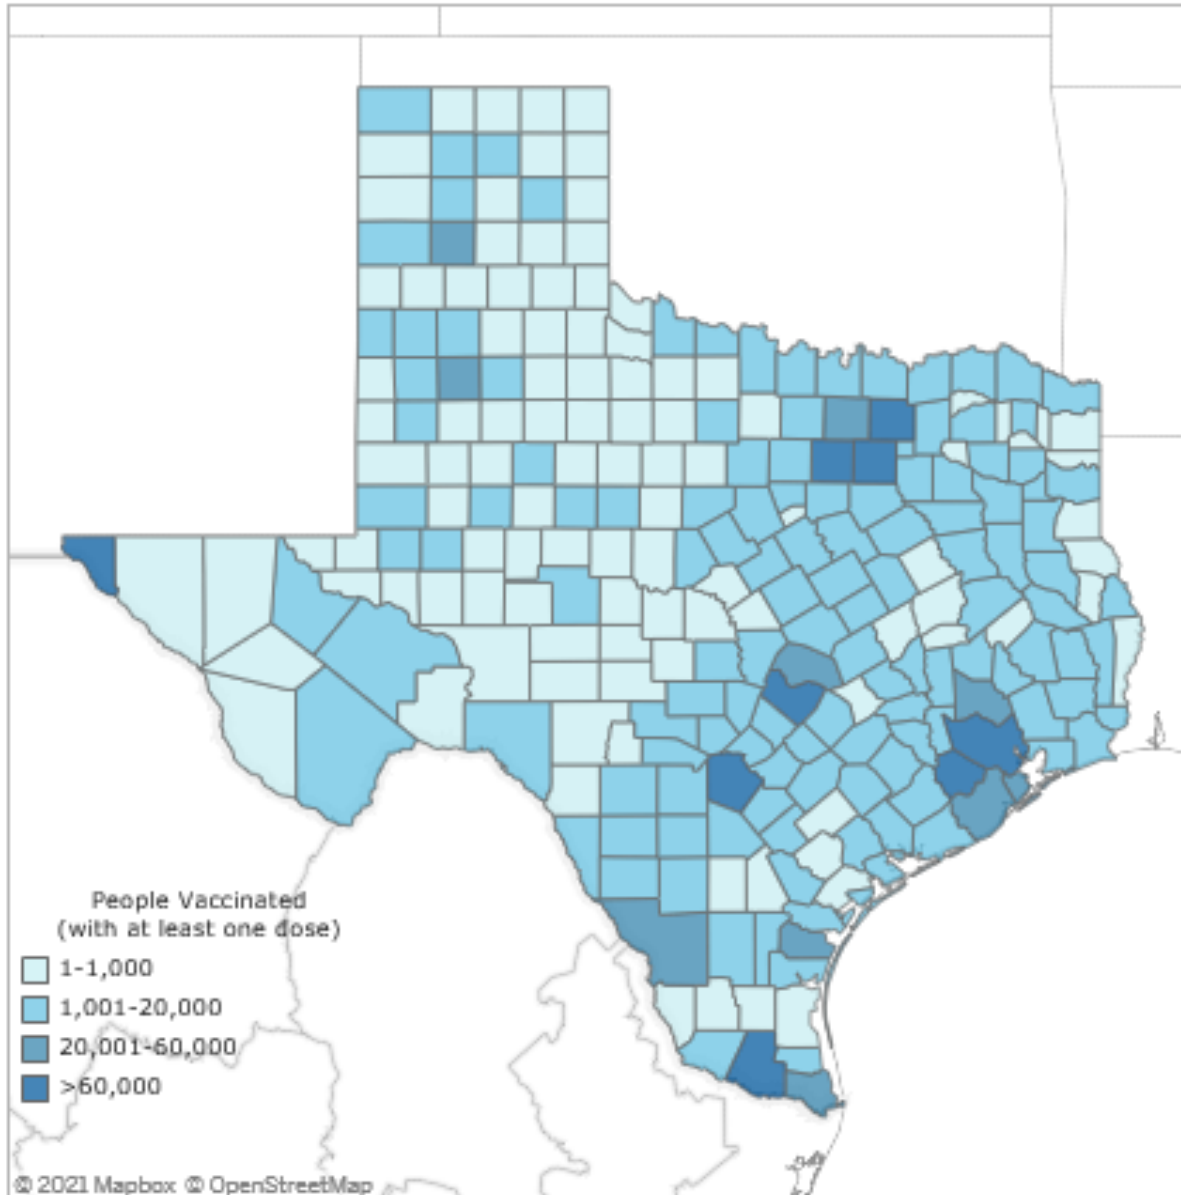 People Vaccinated
(with at least one dose)
1-1,000
1,001-20,000
20,001-60,000
>60,000
© 2021 Mapbox © OpenStreetMap